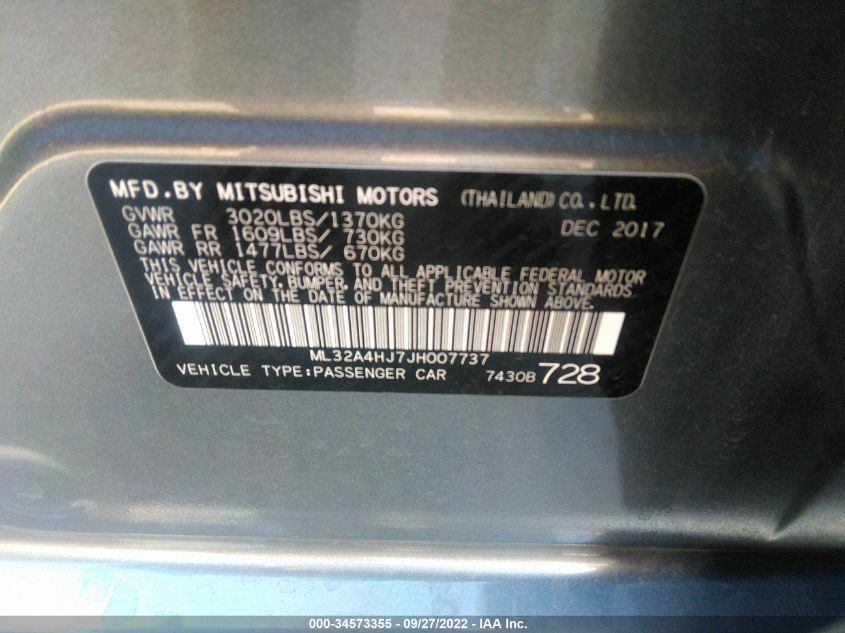 MFD.BY MITSUBISHI MOTORS (THAILAND) CO., LTD.
GVWR 3020LBS/1370KG DEC 2017
GAWR FR 1609LBS/ 730KG
GAWR RR 1477LBS/ 670KG
THIS VEHICLE CONFORMS TO ALL APPLICABLE FEDERAL MOTOR
VEHICLE SAFETY, BUMPER, AND THEFT PREVENTION STANDARDS
IN EFFECT ON THE DATE OF MANUFACTURE SHOWN ABOVE.
ML32A4HJ7JH007737
VEHICLE TYPE:PASSENGER CAR 7430B 728
000-34573355 - 09/27/2022 - IAA Inc.